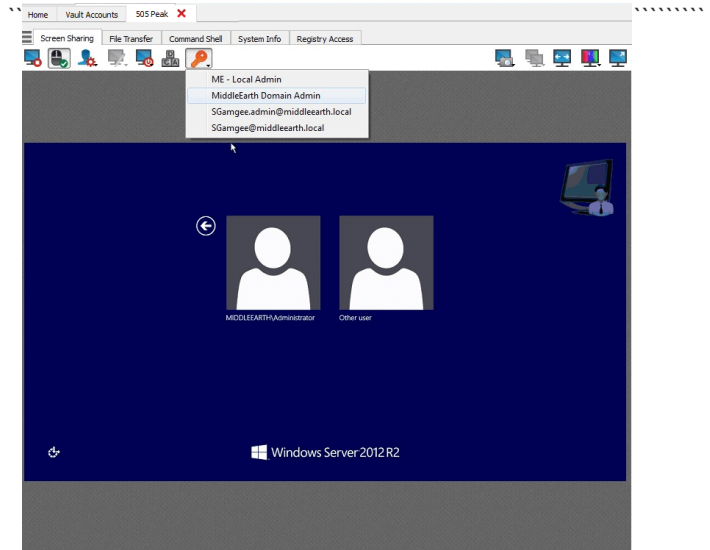 Home Vault Accounts 505 Peak
Screen Sharing File Transfer Command Shell System Info Registry Access
ME - Local Admin
MiddleEarth Domain Admin
SGamgee.admin@middleearth.local
SGamgee@middleearth.local
MIDDLEEARTH\Administrator Other user
Windows Server 2012 R2